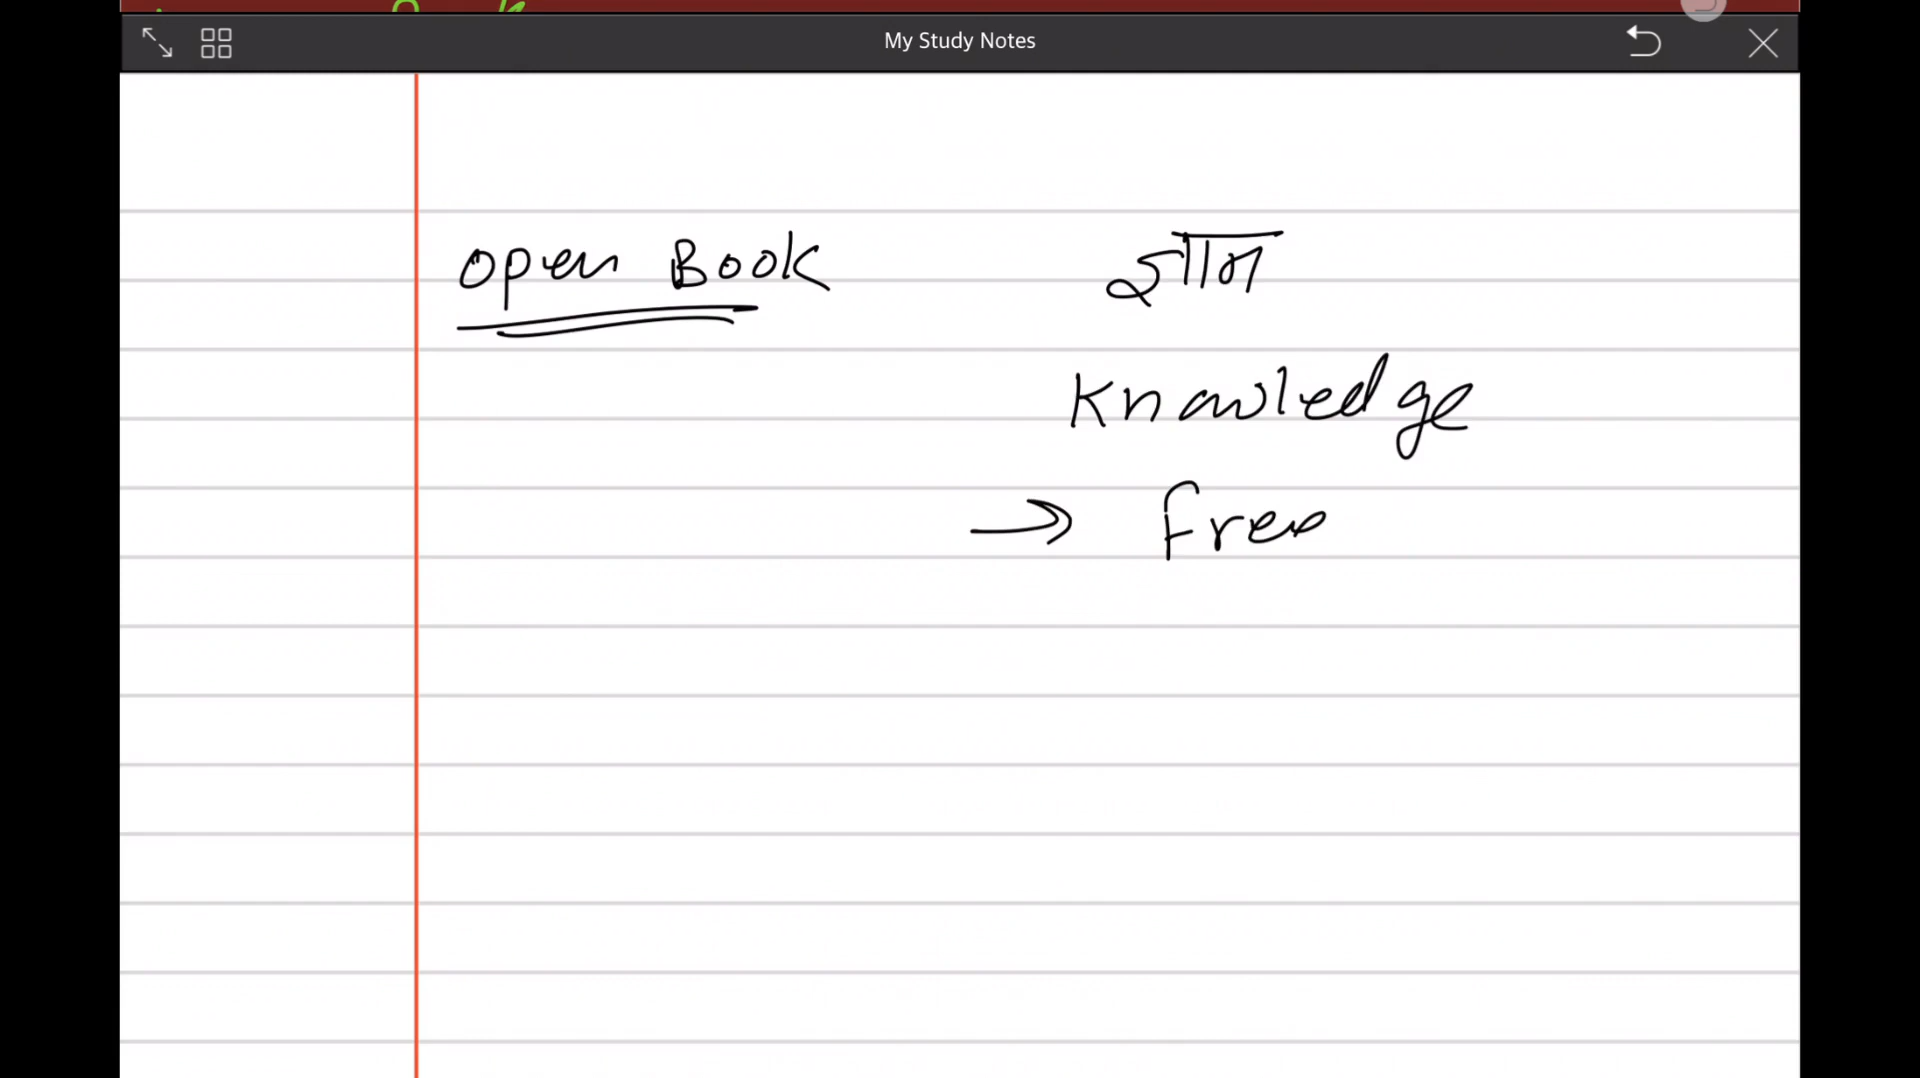 My Study Notes
Open Book
ज्ञान
Knowledge
→ Free